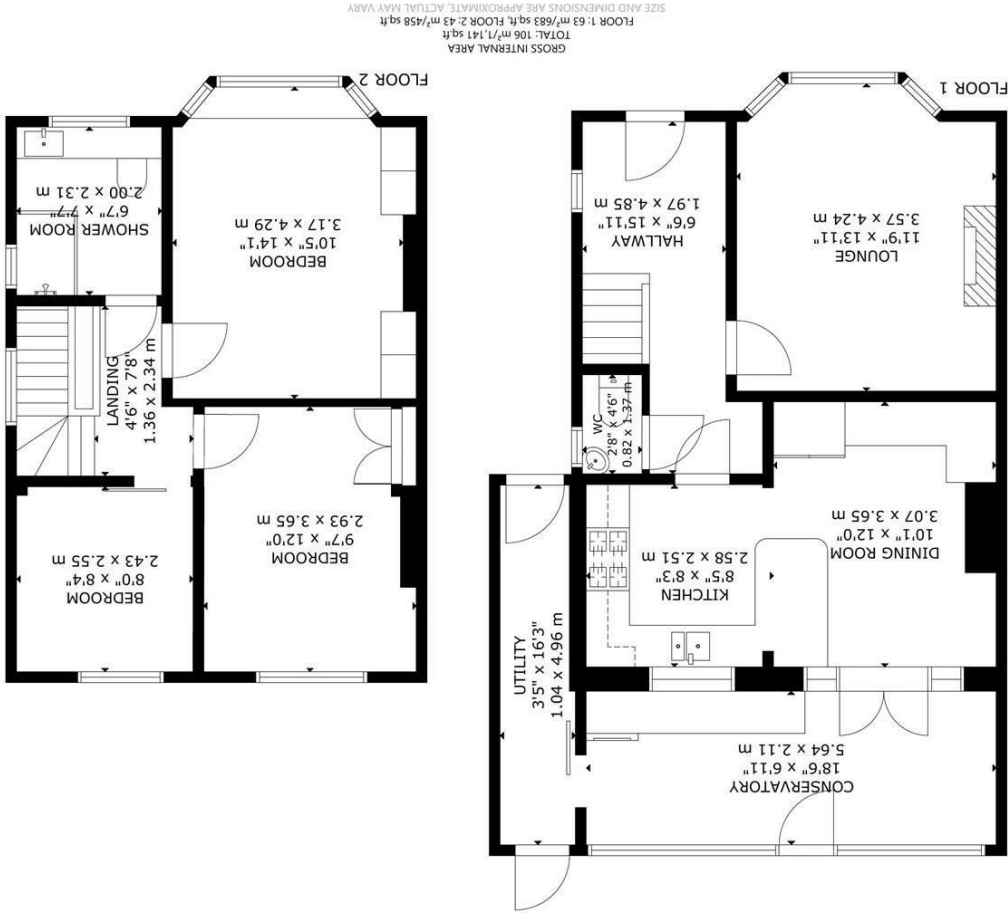 FLOOR 1
LOUNGE
11'9" x 13'11"
3.57 x 4.24 m
HALLWAY
6'6" x 15'11"
1.97 x 4.85 m
WC
2'8" x 4'6"
0.82 x 1.37 m
DINING ROOM
10'1" x 12'0"
3.07 x 3.65 m
KITCHEN
8'5" x 8'3"
2.58 x 2.51 m
UTILITY
3'5" x 16'3"
1.04 x 4.96 m
CONSERVATORY
18'6" x 6'11"
5.64 x 2.11 m
FLOOR 2
BEDROOM
10'5" x 14'1"
3.17 x 4.29 m
SHOWER ROOM
6'7" x 7'7"
2.00 x 2.31 m
LANDING
4'6" x 7'8"
1.36 x 2.34 m
BEDROOM
9'7" x 12'0"
2.93 x 3.65 m
BEDROOM
8'0" x 8'4"
2.43 x 2.55 m
GROSS INTERNAL AREA
TOTAL: 106 m²/1,141 sq.ft
FLOOR 1: 63 m²/683 sq.ft, FLOOR 2: 43 m²/458 sq.ft
SIZE AND DIMENSIONS ARE APPROXIMATE, ACTUAL MAY VARY